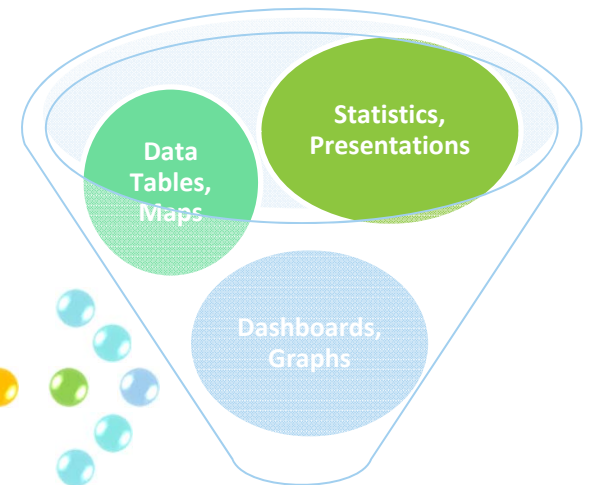 Statistics,
Presentations
Data
Tables,
Maps
Dashboards,
Graphs